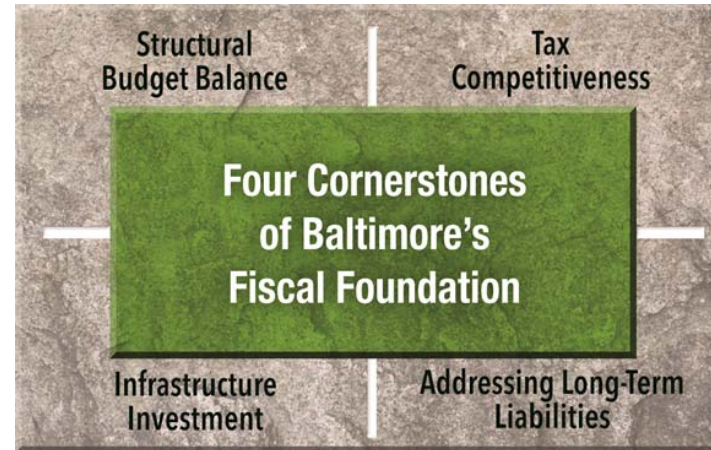 Structural
Budget Balance
Tax
Competitiveness
Four Cornerstones
of Baltimore's
Fiscal Foundation
Infrastructure
Investment
Addressing Long-Term
Liabilities